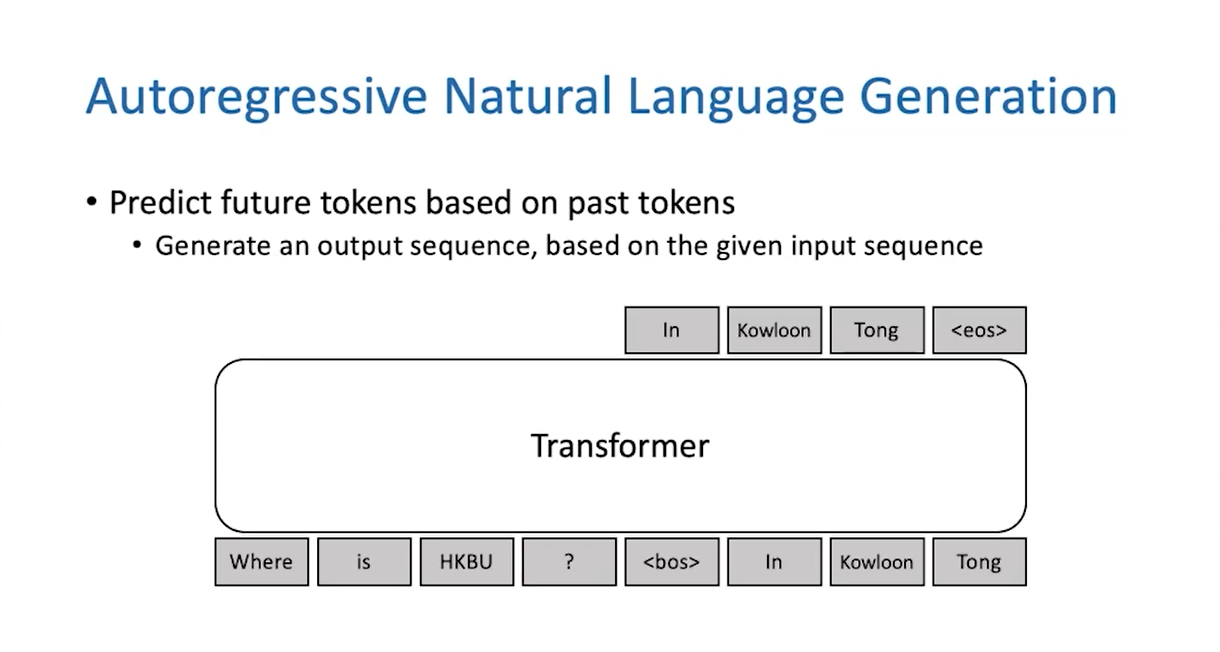 Autoregressive Natural Language Generation
• Predict future tokens based on past tokens
• Generate an output sequence, based on the given input sequence
In Kowloon Tong <eos>
Transformer
Where is HKBU ? <bos> In Kowloon Tong